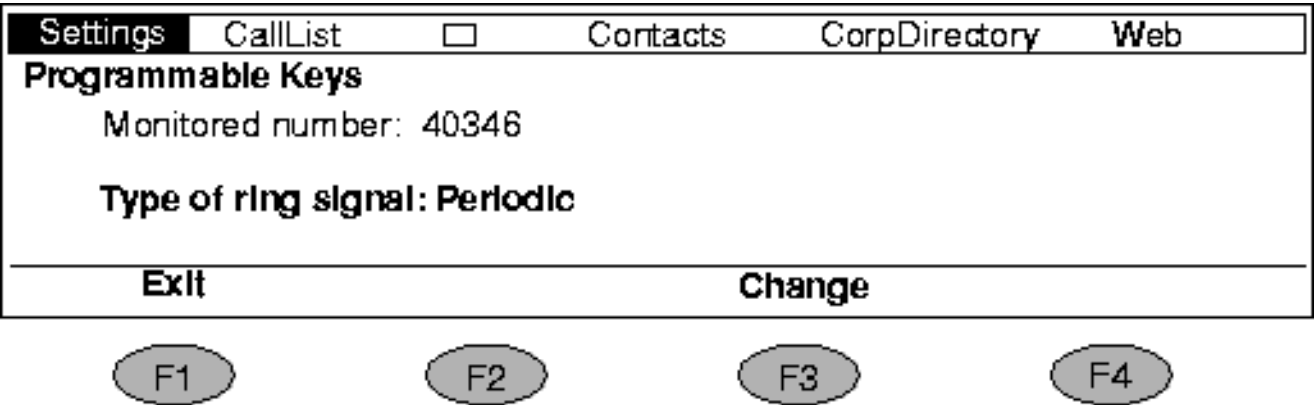 Settings CallList Contacts CorpDirectory Web
Programmable Keys
Monitored number: 40346
Type of ring signal: Periodic
Exit Change
F1 F2 F3 F4